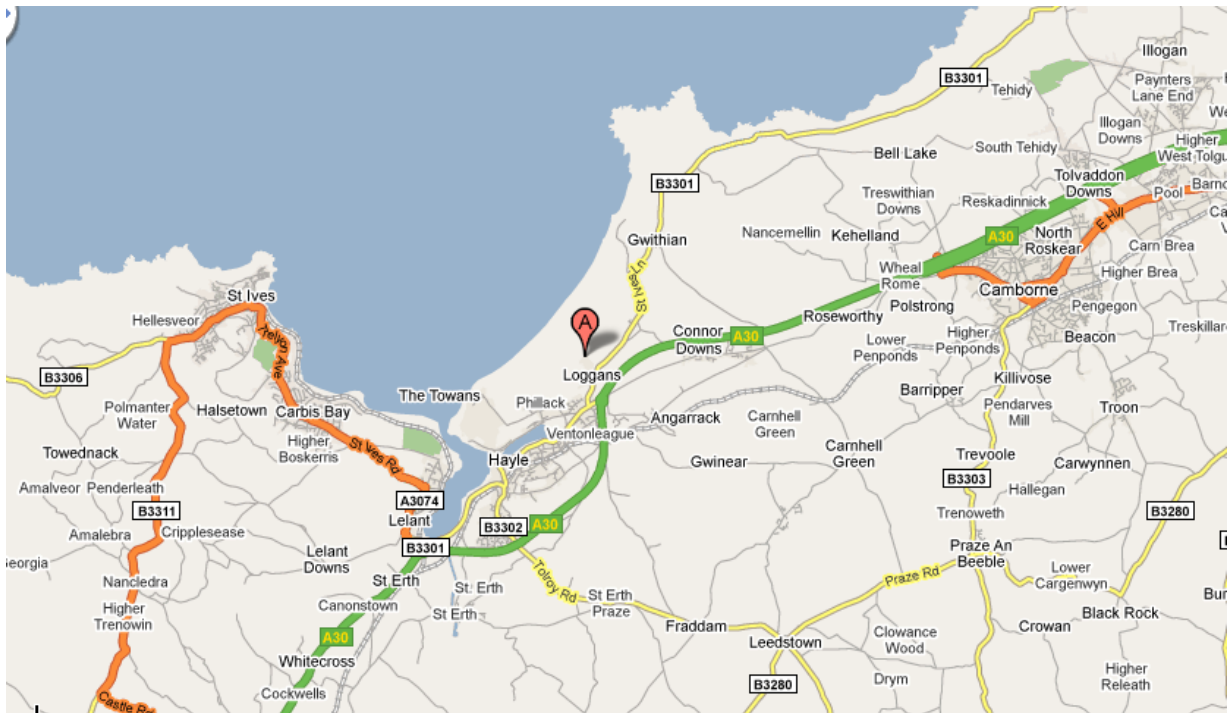 Illogan
B3301
Tehidy
Paynters
Lane End
Illogan
Downs
South Tehidy
Higher
West Tolgu
Bell Lake
Tolvaddon
Downs
B3301
Treswithian
Downs
Reskadinnick
Pool
Barnc
E Hill
Nancemellin
Kehelland
A30
North
Roskear
Carn Brea
Gwithian
Wheal
Rome
Higher Brea
St Ives
Camborne
St Ives
Polstrong
Pengegon
Hellesveor
A
Roseworthy
Treskillard
Connor
Downs
A30
Higher
Penponds
Beacon
Lower
Penponds
B3306
Loggans
Killivose
The Towans
Barripper
Polmanter
Water
Halsetown
Carbis Bay
Phillack
Angarrack
Carnhell
Green
Pendarves
Mill
Troon
Ventonleague
Higher
Boskerris
St Ives Rd
Towednack
Hayle
Gwinear
Carnhell
Green
Trevoole
Carwynnen
Amalveor
Penderleath
A3074
B3303
Hallegan
B3311
Lelant
B3302
A30
Trenoweth
B3280
Amalebra
Cripplesease
B3301
Praze An
Beeble
Georgia
Lelant
Downs
Nancledra
St Erth
St. Erth
Tolroy Rd
Praze Rd
Lower
Cargenwyn
Higher
Trenowin
Canonstown
St Erth
St Erth
Praze
Black Rock
Fraddam
Crowan
A30
Leedstown
Clowance
Wood
Whitecross
Higher
Releath
Drym
B3280
Cockwells
Castle Rd